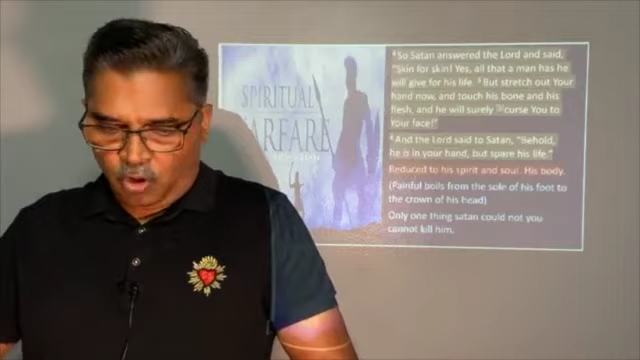 SPIRITUAL
WARFARE
⁴So Satan answered the Lord and said,
"Skin for skin! Yes, all that a man has he
will give for his life. ⁵ But stretch out Your
hand now, and touch his bone and his
flesh, and he will surely curse You to
Your face!"
⁶ And the Lord said to Satan, "Behold,
he is in your hand, but spare his life."
Reduced to his spirit and soul. His body.
(Painful boils from the sole of his foot to
the crown of his head)
Only one thing satan could not you
cannot kill him.